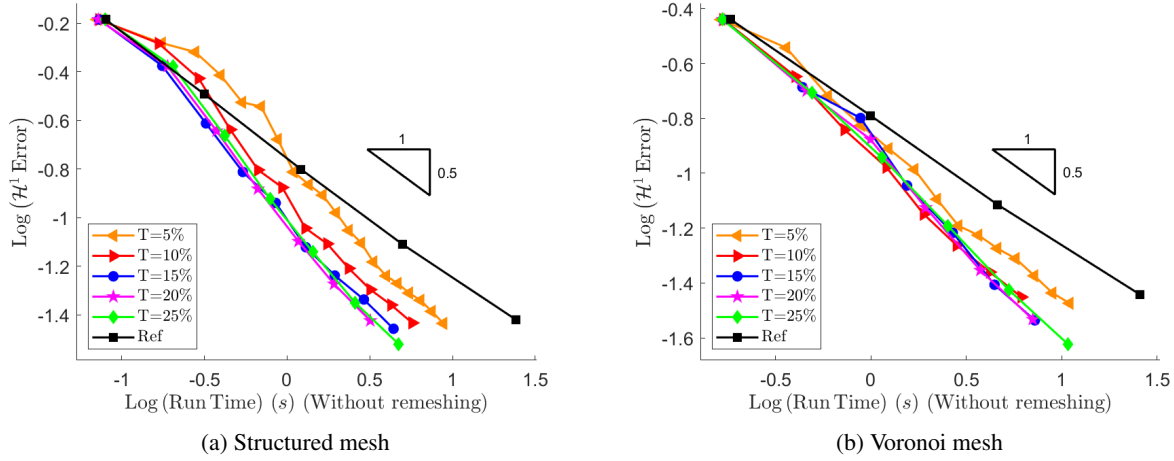 -0.2
-0.4
-0.6
-0.8
-1
-1.2
-1.4
Log (ℋ¹ Error)
1
0.5
T=5%
T=10%
T=15%
T=20%
T=25%
Ref
-1
-0.5
0
0.5
1
1.5
Log (Run Time) (s) (Without remeshing)
(a) Structured mesh
-0.4
-0.6
-0.8
-1
-1.2
-1.4
-1.6
Log (ℋ¹ Error)
1
0.5
T=5%
T=10%
T=15%
T=20%
T=25%
Ref
-0.5
0
0.5
1
1.5
Log (Run Time) (s) (Without remeshing)
(b) Voronoi mesh